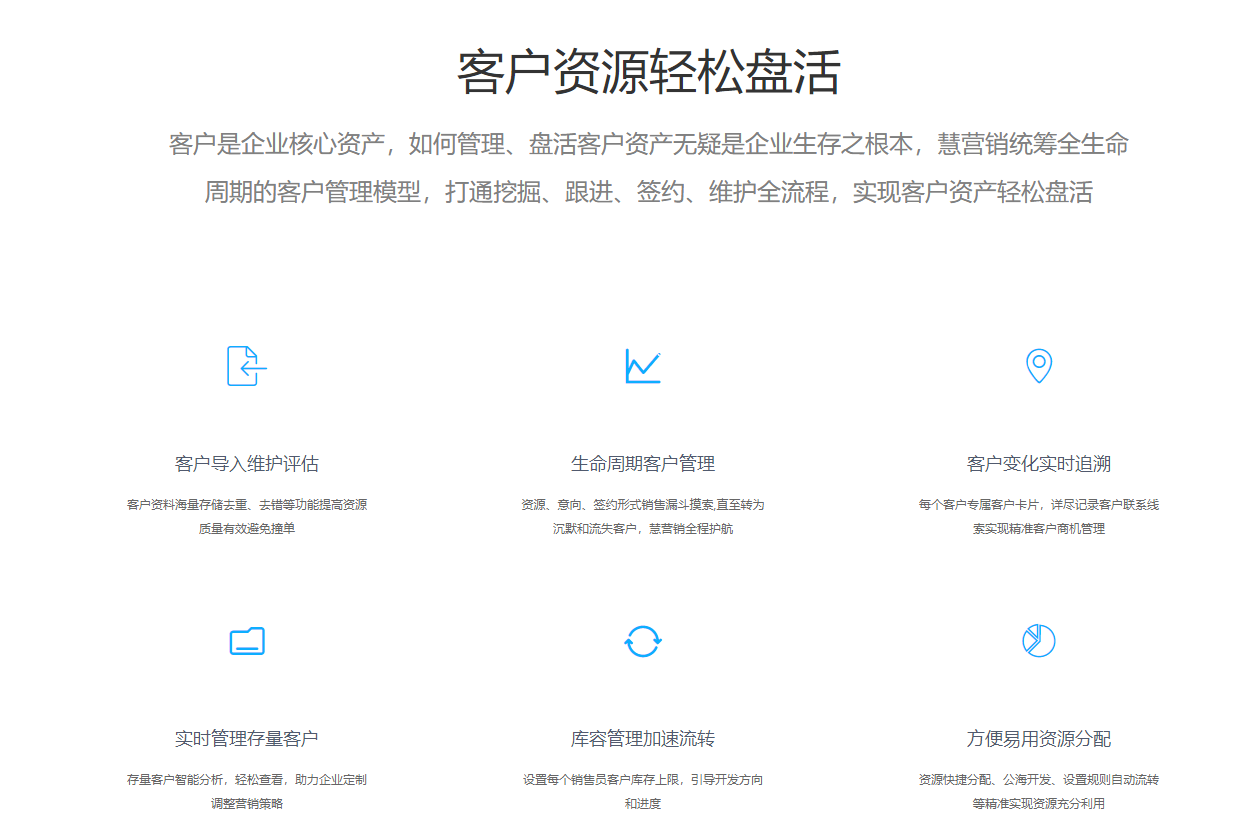 客户资源轻松盘活
客户是企业核心资产，如何管理、盘活客户资产无疑是企业生存之根本，慧营销统筹全生命
周期的客户管理模型，打通挖掘、跟进、签约、维护全流程，实现客户资产轻松盘活
客户导入维护评估
客户资料海量存储去重、去错等功能提高资源
质量有效避免撞单
生命周期客户管理
资源、意向、签约形式销售漏斗摸索,直至转为
沉默和流失客户，慧营销全程护航
客户变化实时追溯
每个客户专属客户卡片，详尽记录客户联系线
索实现精准客户商机管理
实时管理存量客户
存量客户智能分析，轻松查看，助力企业定制
调整营销策略
库容管理加速流转
设置每个销售员客户库存上限，引导开发方向
和进度
方便易用资源分配
资源快捷分配、公海开发、设置规则自动流转
等精准实现资源充分利用